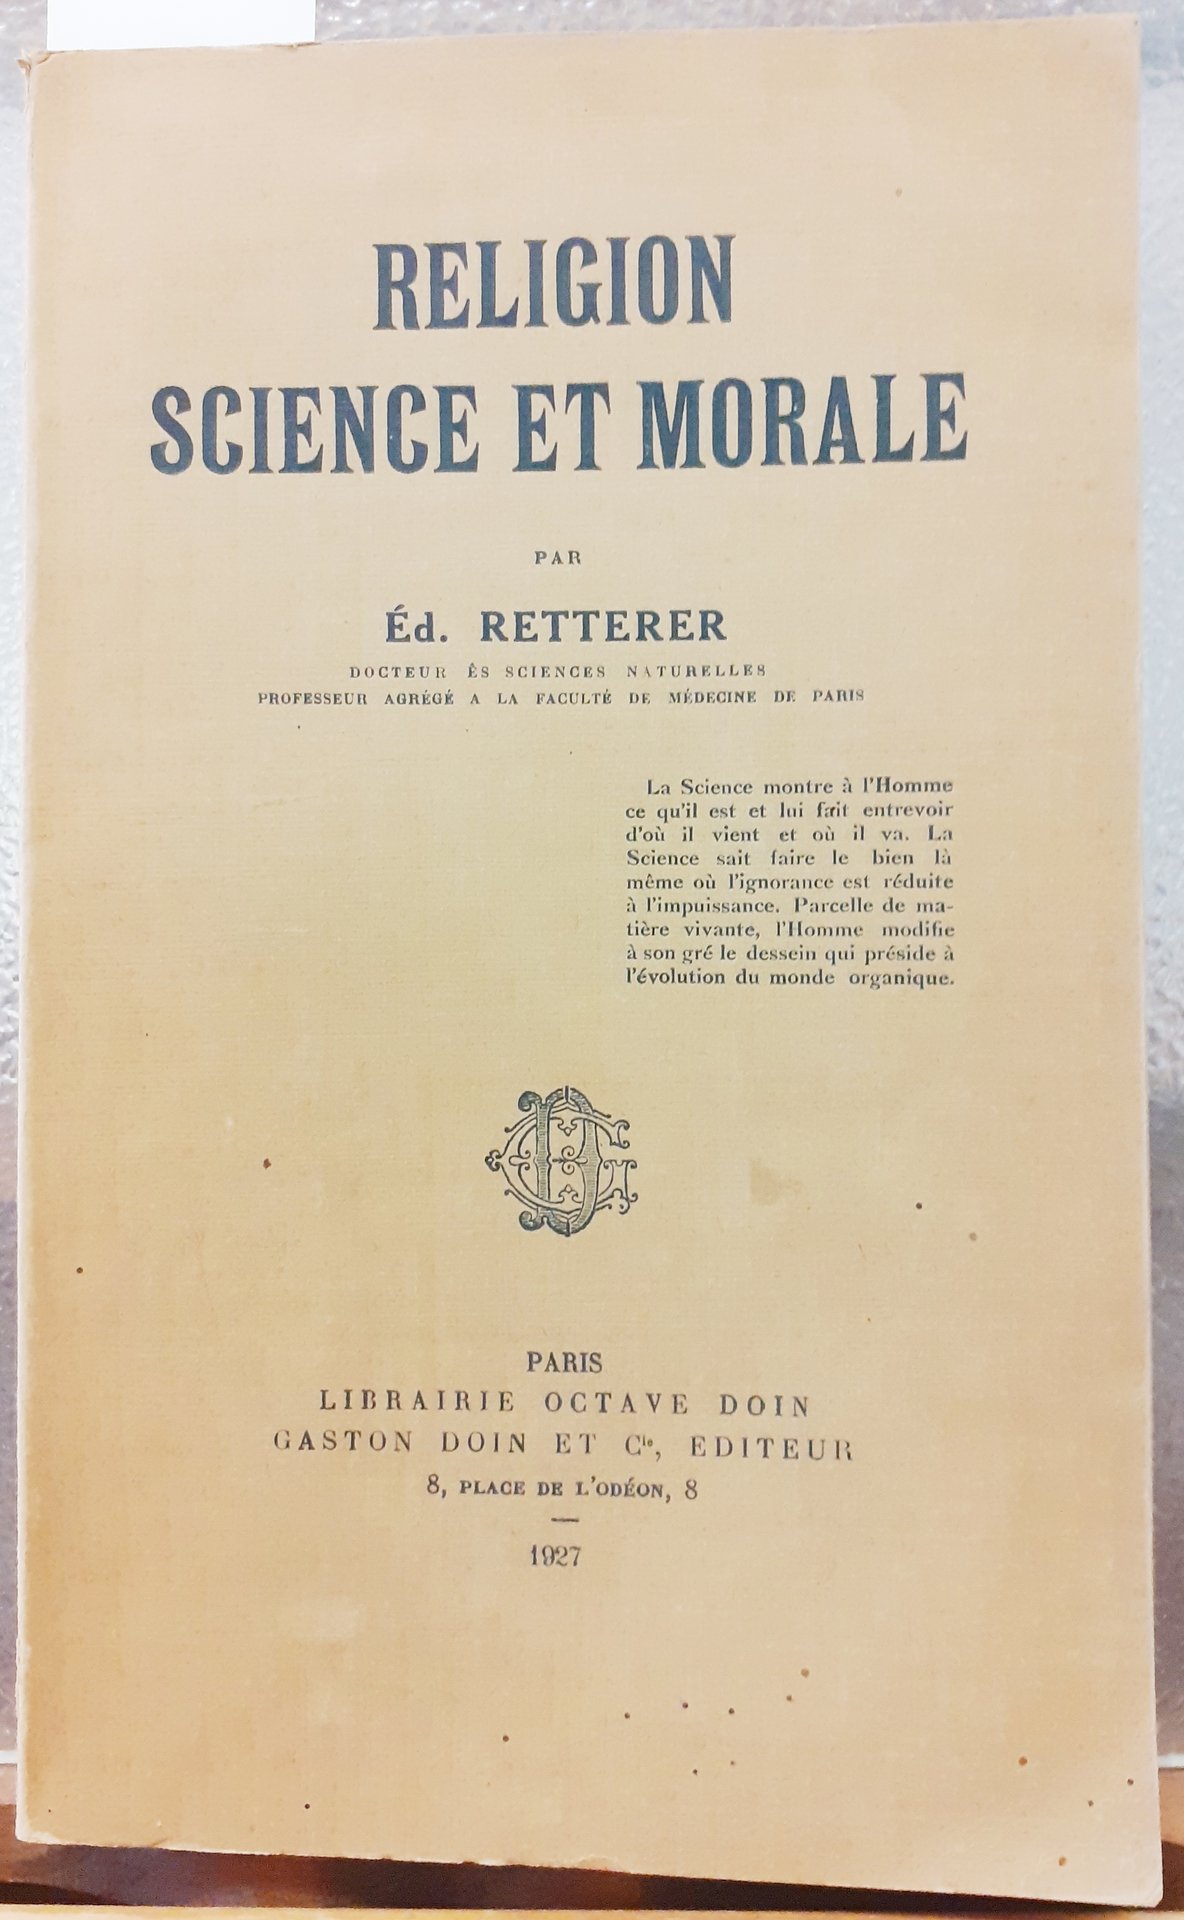 RELIGION
SCIENCE ET MORALE
PAR
Éd. RETTERER
DOCTEUR ÊS SCIENCES NATURELLES
PROFESSEUR AGRÉGÉ A LA FACULTÉ DE MÉDECINE DE PARIS
La Science montre à l'Homme
ce qu'il est et lui fait entrevoir
d'où il vient et où il va. La
Science sait faire le bien là
même où l'ignorance est réduite
à l'impuissance. Parcelle de ma-
tière vivante, l'Homme modifie
à son gré le dessein qui préside à
l'évolution du monde organique.
PARIS
LIBRAIRIE OCTAVE DOIN
GASTON DOIN ET Cie, EDITEUR
8, PLACE DE L'ODÉON, 8
1927